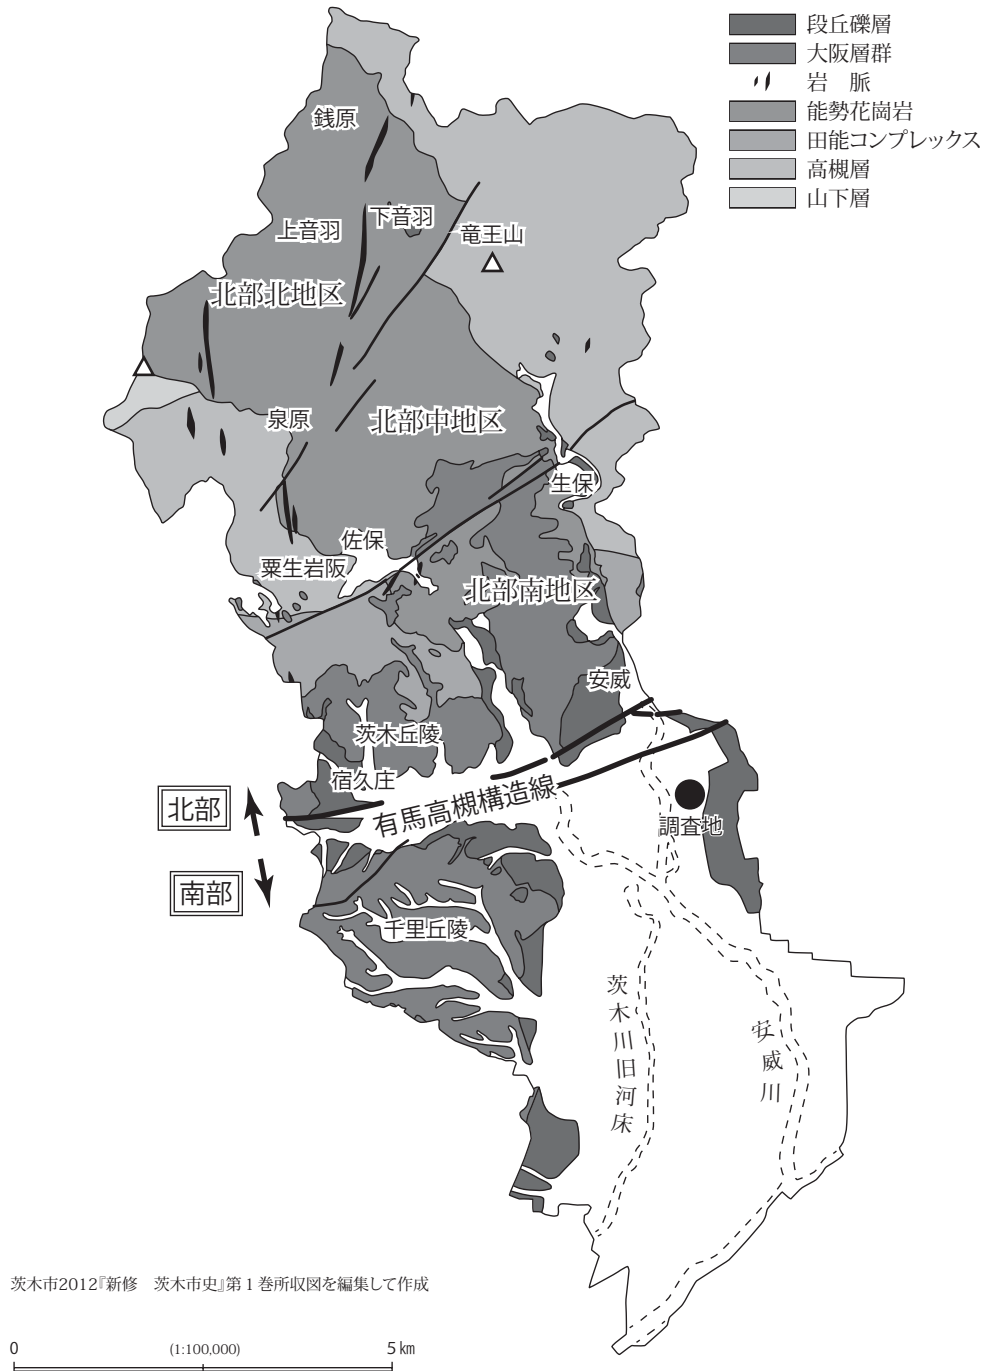 段丘礫層
大阪層群
岩　脈
能勢花崗岩
田能コンプレックス
高槻層
山下層
銭原
下音羽
上音羽
竜王山
北部北地区
泉原
北部中地区
生保
佐保
粟生岩阪
北部南地区
安威
茨木丘陵
宿久庄
有馬高槻構造線
北部
調査地
南部
千里丘陵
茨木川旧河床
安威川
茨木市2012『新修　茨木市史』第1巻所収図を編集して作成
0 (1:100,000) 5㎞